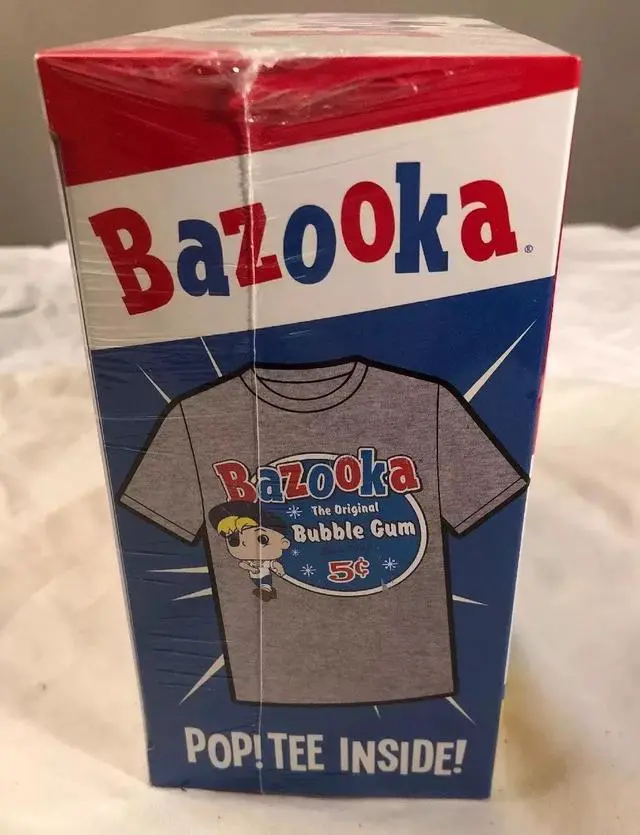 Bazooka®
Bazooka
The Original
Bubble Gum
5¢
POP! TEE INSIDE!